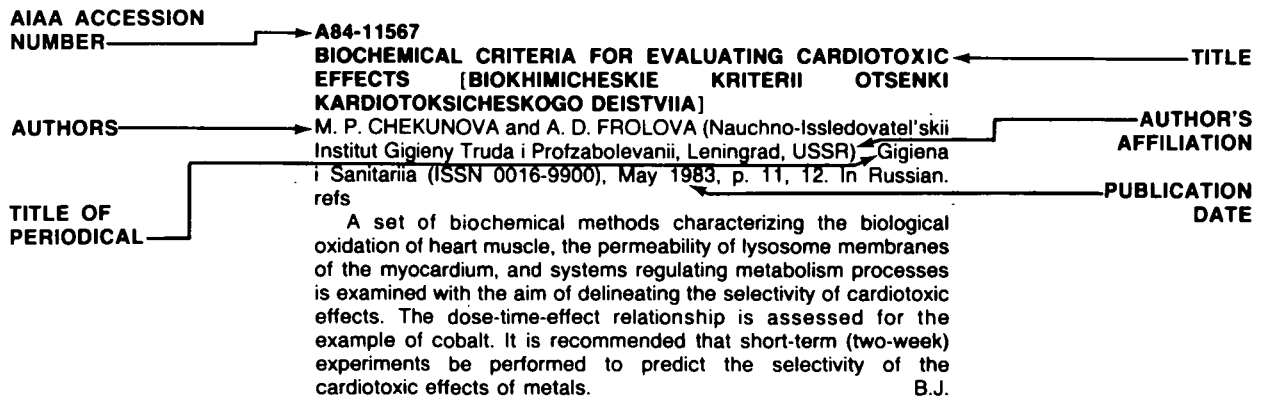 AIAA ACCESSION
NUMBER
A84-11567
BIOCHEMICAL CRITERIA FOR EVALUATING CARDIOTOXIC
EFFECTS [BIOKHIMICHESKIE KRITERII OTSENKI
KARDIOTOKSICHESKOGO DEISTVIIA]
TITLE
AUTHORS
M. P. CHEKUNOVA and A. D. FROLOVA (Nauchno-Issledovatel'skii
Institut Gigieny Truda i Profzabolevanii, Leningrad, USSR) Gigiena
i Sanitariia (ISSN 0016-9900), May 1983, p. 11, 12. In Russian.
refs
AUTHOR'S
AFFILIATION
PUBLICATION
DATE
TITLE OF
PERIODICAL
A set of biochemical methods characterizing the biological
oxidation of heart muscle, the permeability of lysosome membranes
of the myocardium, and systems regulating metabolism processes
is examined with the aim of delineating the selectivity of cardiotoxic
effects. The dose-time-effect relationship is assessed for the
example of cobalt. It is recommended that short-term (two-week)
experiments be performed to predict the selectivity of the
cardiotoxic effects of metals. B.J.